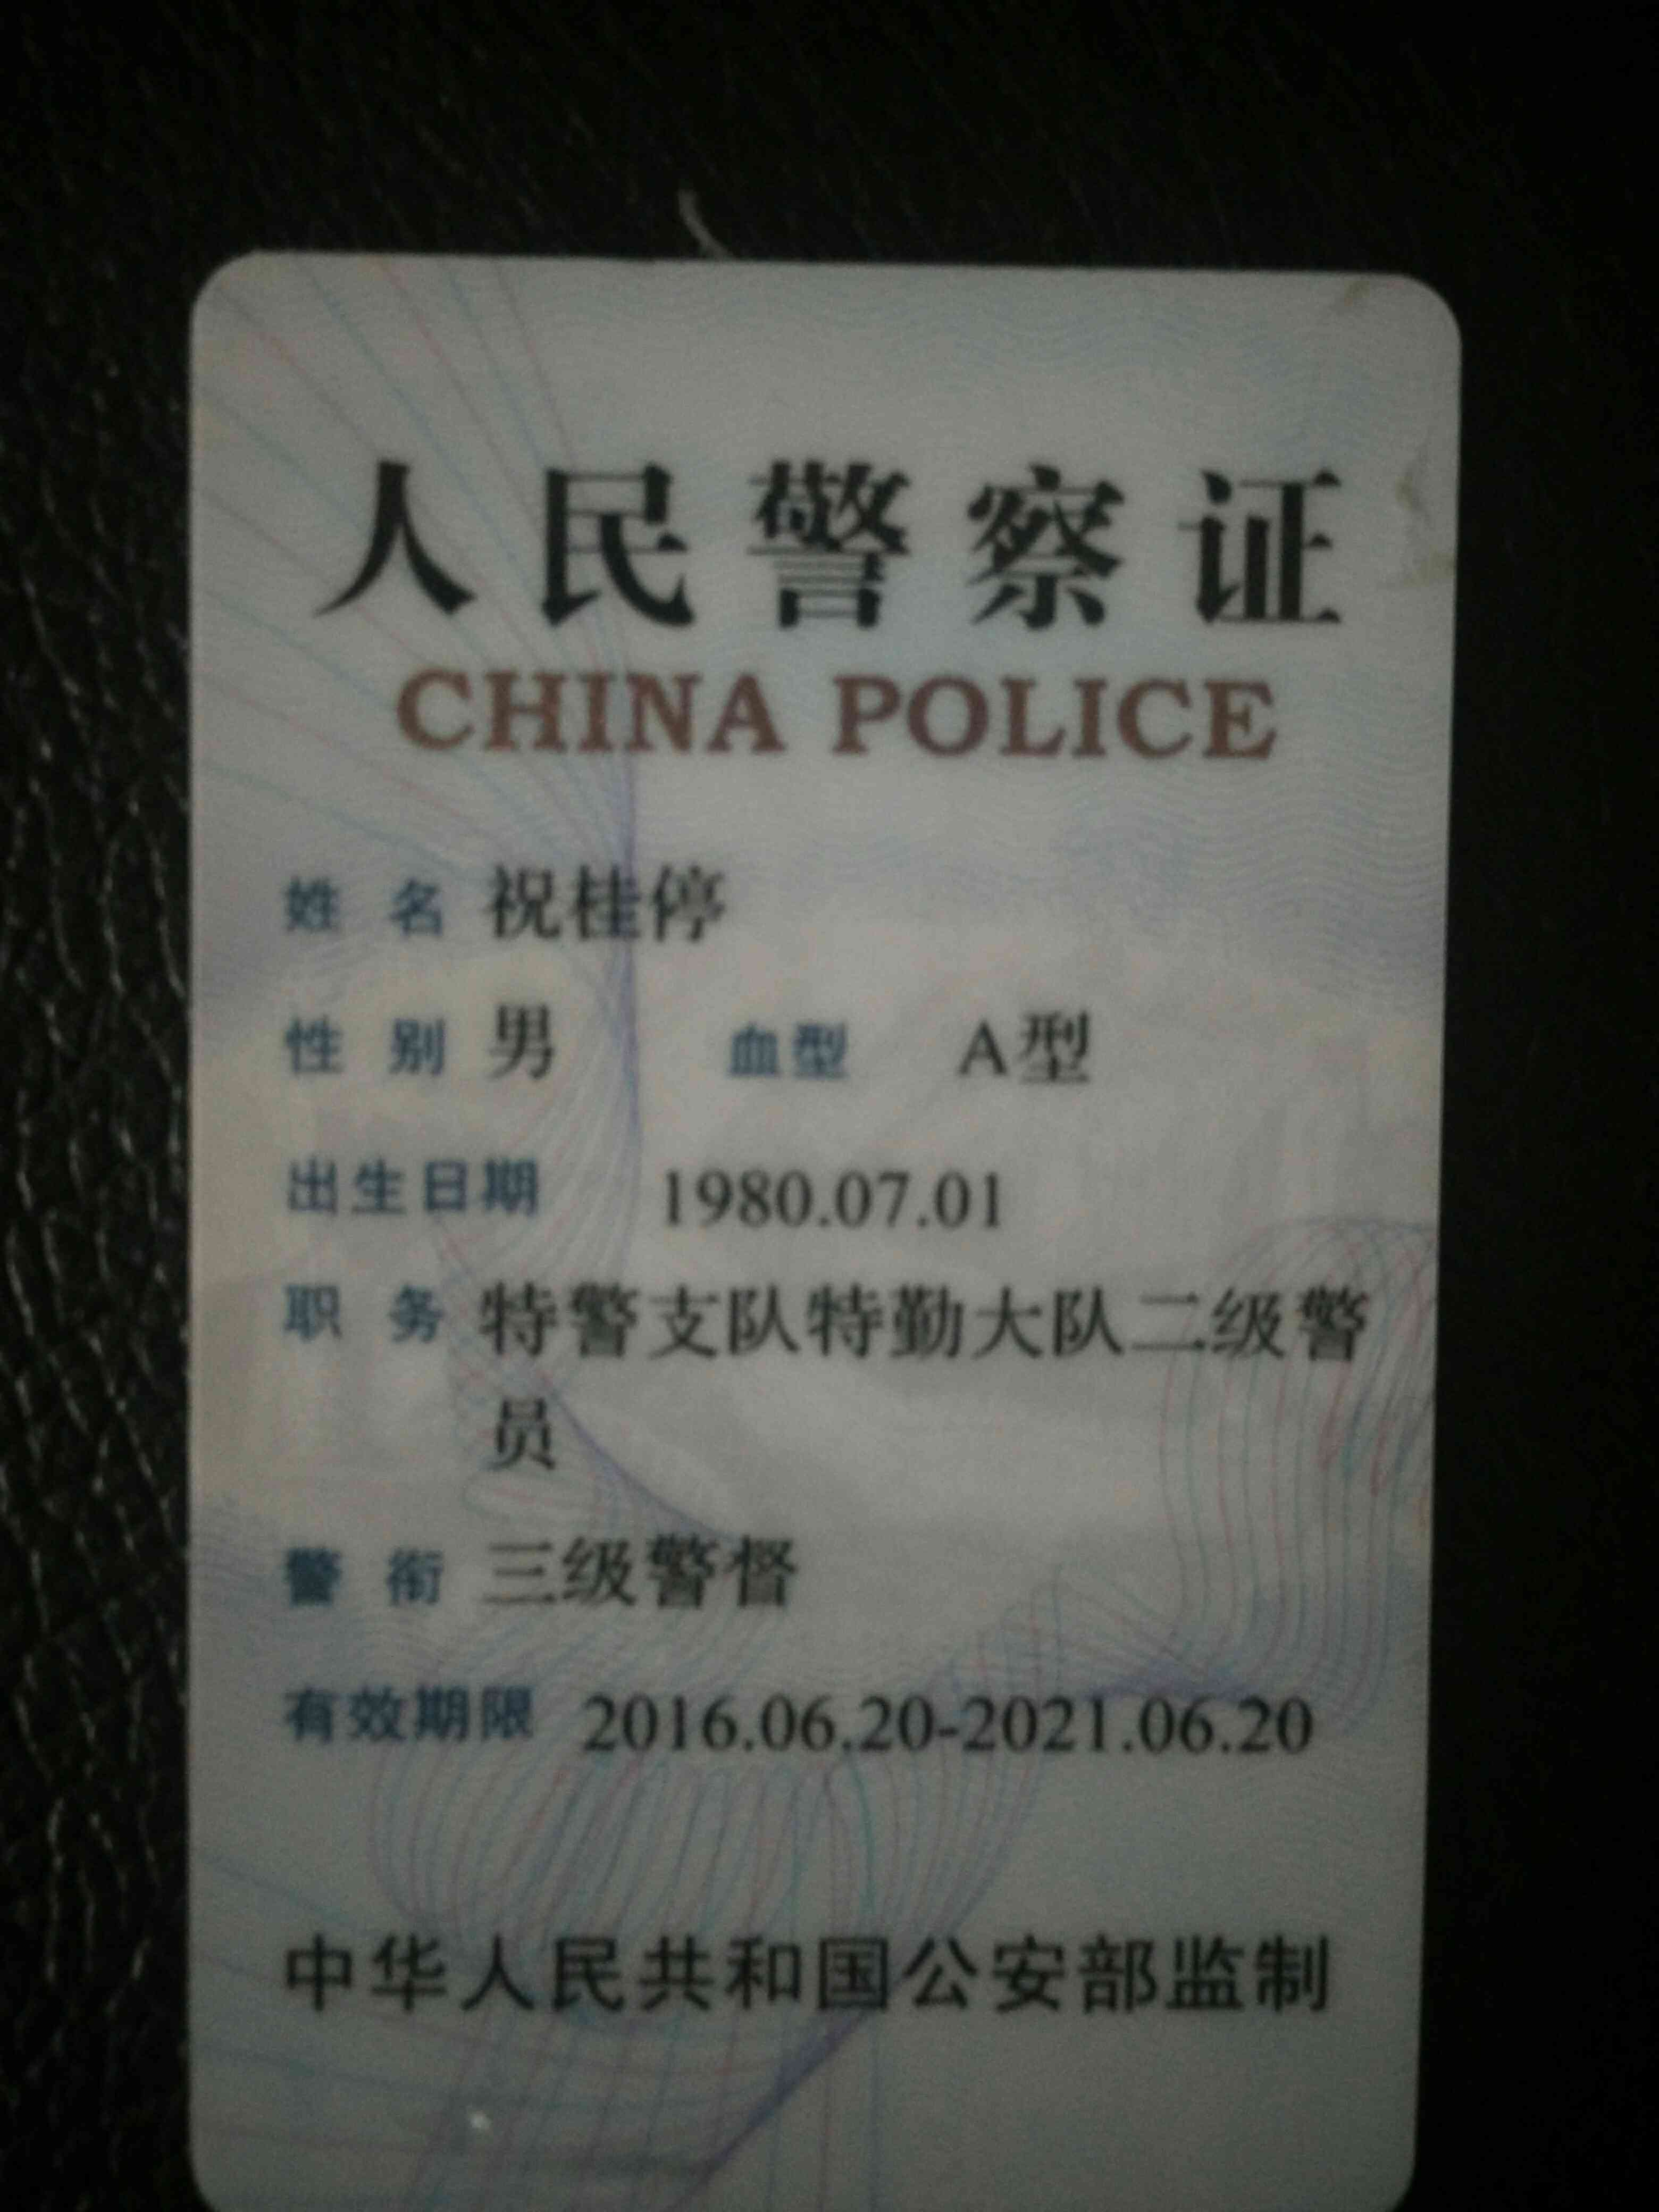 人民警察证
CHINA POLICE
姓 名 祝桂停
性 别 男 血型 A型
出生日期 1980.07.01
职 务 特警支队特勤大队二级警
员
警 衔 三级警督
有效期限 2016.06.20-2021.06.20
中华人民共和国公安部监制